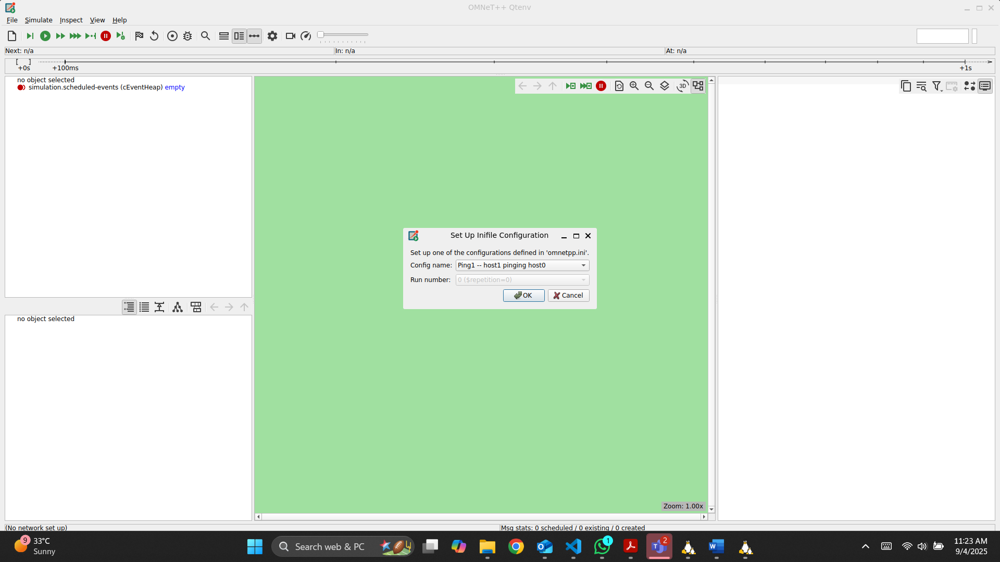 OMNeT++ Qtenv
File Simulate Inspect View Help
Next: n/a In: n/a At: n/a
+0s +100ms +1s
no object selected
simulation.scheduled-events (cEventHeap) empty
3D
Set Up Inifile Configuration
Set up one of the configurations defined in 'omnetpp.ini'.
Config name: Ping1 -- host1 pinging host0
Run number: 0 ($repetition=0)
OK Cancel
no object selected
Zoom: 1.00x
(No network set up) Msg stats: 0 scheduled / 0 existing / 0 created
9 33°C
Sunny
Search web & PC
1
2
11:23 AM
9/4/2025